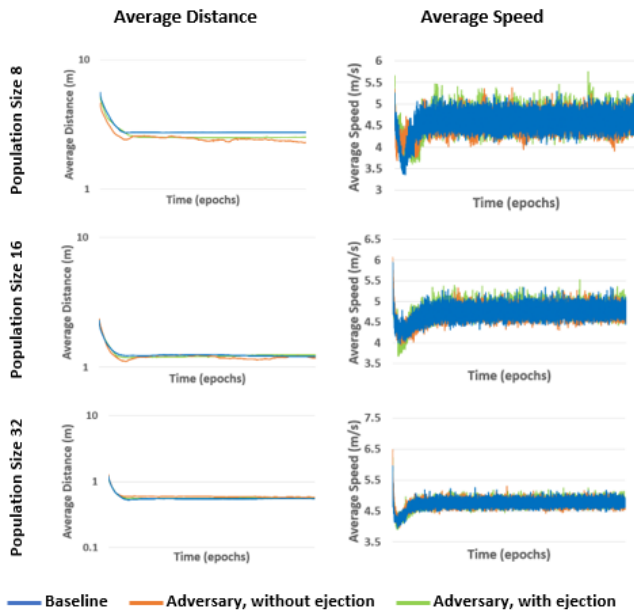 Average Distance
Average Speed
Population Size 8
Average Distance (m)
10
1
Time (epochs)
Average Speed (m/s)
6
5.5
5
4.5
4
3.5
3
Time (epochs)
Population Size 16
Average Distance (m)
10
1
Time (epochs)
Average Speed (m/s)
6.5
6
5.5
5
4.5
4
3.5
Time (epochs)
Population Size 32
Average Distance (m)
10
1
0.1
Time (epochs)
Average Speed (m/s)
7.5
6.5
5.5
4.5
3.5
Time (epochs)
Baseline
Adversary, without ejection
Adversary, with ejection